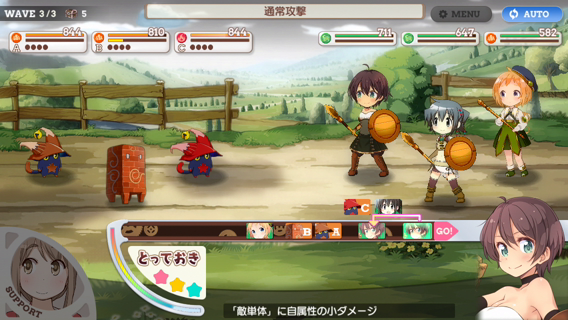 WAVE 3/3 5
通常攻撃
MENU
AUTO
844
A
810
B
844
C
711
647
582
C
B
A
GO!
とっておき
SUPPORT
「敵単体」に自属性の小ダメージ